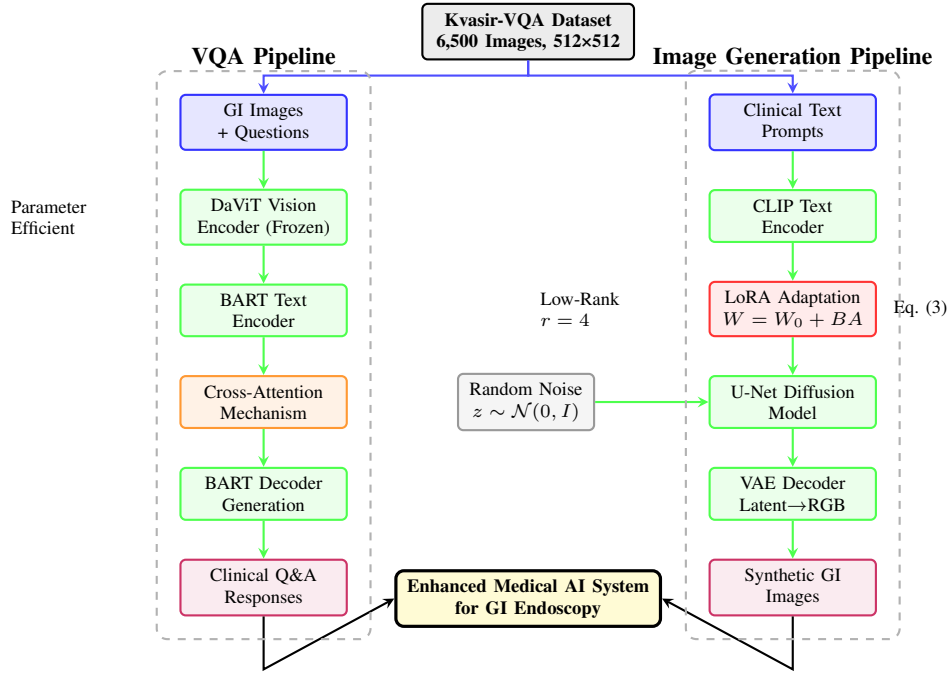 Kvasir-VQA Dataset
6,500 Images, 512×512
VQA Pipeline
Image Generation Pipeline
GI Images
+ Questions
Clinical Text
Prompts
Parameter
Efficient
DaViT Vision
Encoder (Frozen)
CLIP Text
Encoder
BART Text
Encoder
Low-Rank
r = 4
LoRA Adaptation
W = W₀ + BA
Eq. (3)
Cross-Attention
Mechanism
Random Noise
z ∼ 𝒩(0, I)
U-Net Diffusion
Model
BART Decoder
Generation
VAE Decoder
Latent→RGB
Clinical Q&A
Responses
Enhanced Medical AI System
for GI Endoscopy
Synthetic GI
Images